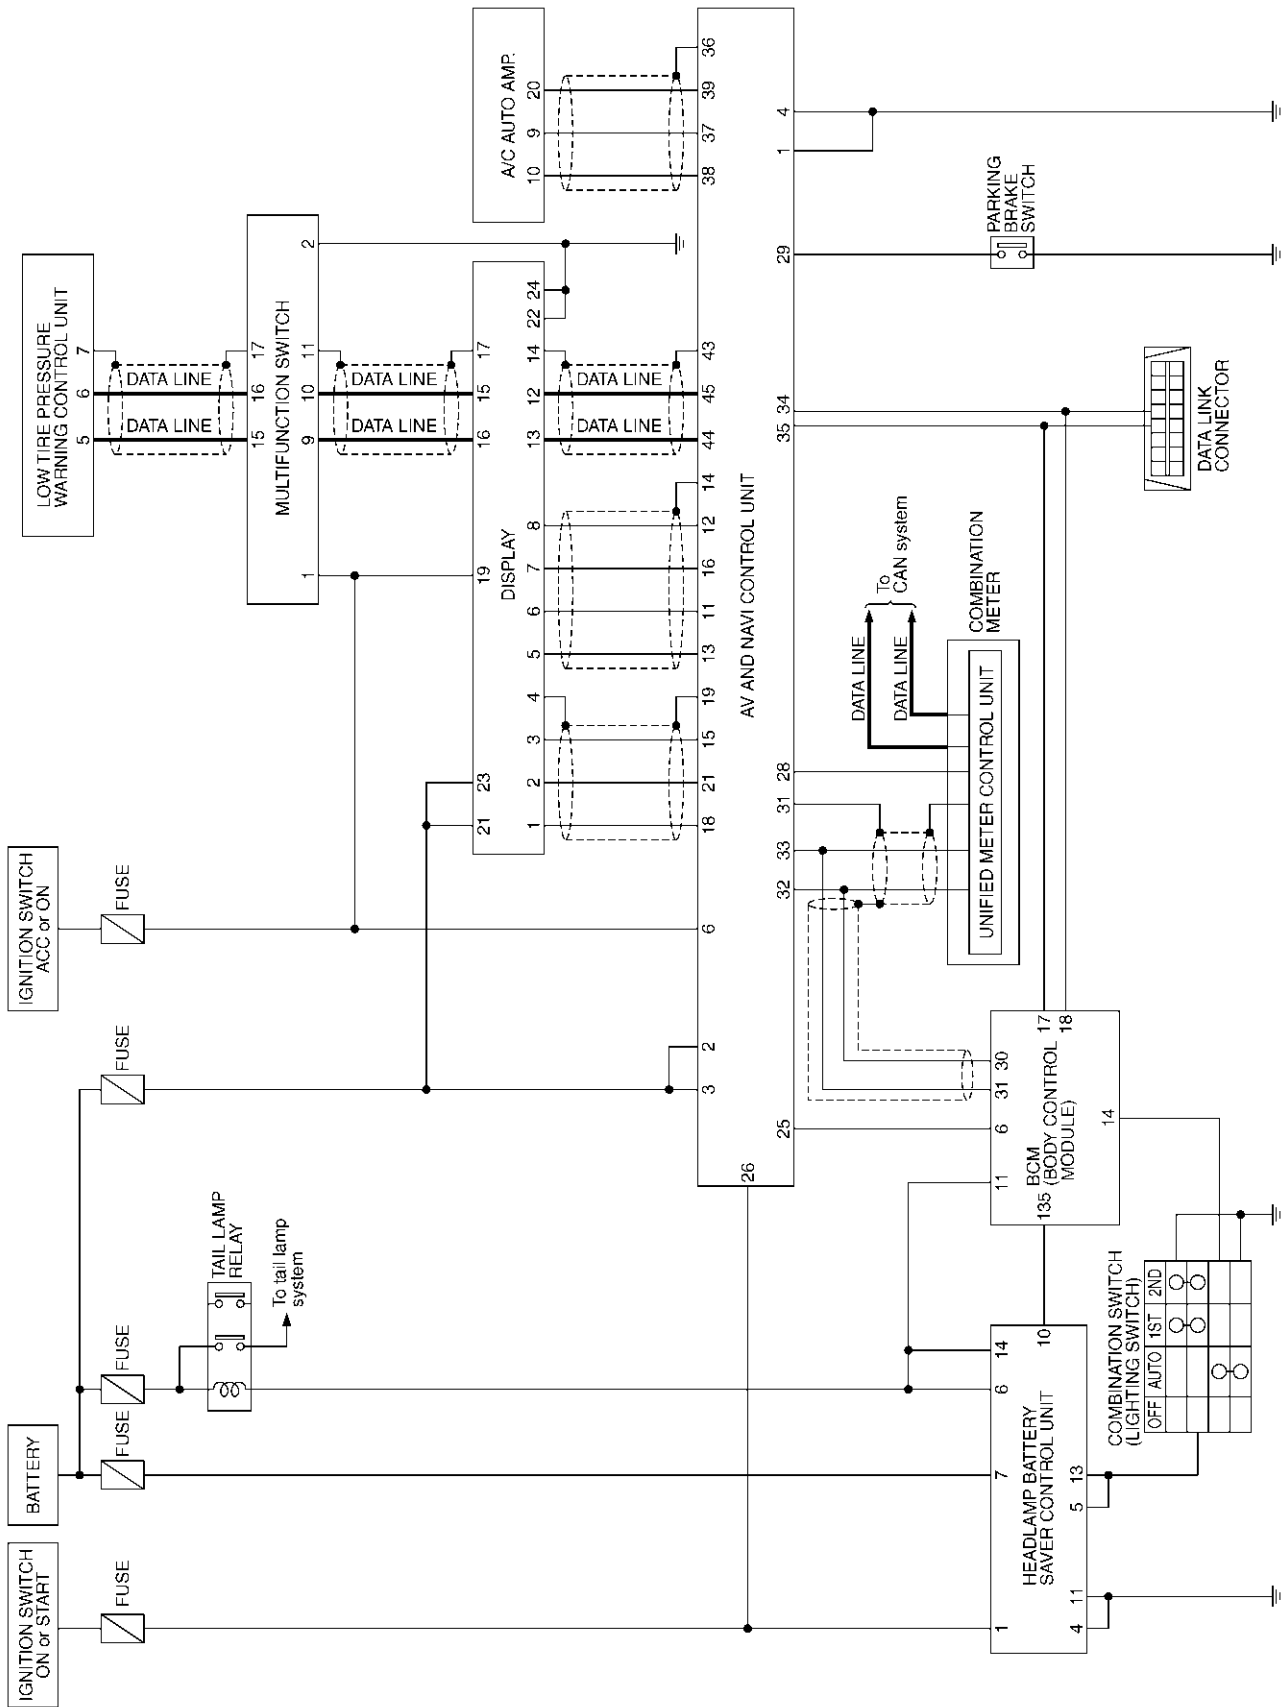 IGNITION SWITCH
ON or START
BATTERY
IGNITION SWITCH
ACC or ON
LOW TIRE PRESSURE
WARNING CONTROL UNIT
5
6
7
FUSE
FUSE
FUSE
FUSE
FUSE
DATA LINE
DATA LINE
TAIL LAMP
RELAY
To tail lamp
system
15
16
17
MULTIFUNCTION SWITCH
1
9
10
11
2
DATA LINE
DATA LINE
21
23
19
16
15
17
22
24
DISPLAY
1
2
3
4
5
6
7
8
13
12
14
A/C AUTO AMP.
10
9
20
DATA LINE
DATA LINE
3
2
6
18
21
15
19
13
11
16
12
14
44
45
43
38
37
39
36
26
AV AND NAVI CONTROL UNIT
25
32
33
31
28
35
34
29
1
4
DATA LINE
DATA LINE
To
CAN system
COMBINATION
METER
UNIFIED METER CONTROL UNIT
1
7
6
14
HEADLAMP BATTERY
SAVER CONTROL UNIT
10
4
11
5
13
11
6
31
30
17
18
135
BCM
(BODY CONTROL
MODULE)
14
PARKING
BRAKE
SWITCH
COMBINATION SWITCH
(LIGHTING SWITCH)
OFF
AUTO
1ST
2ND
DATA LINK
CONNECTOR